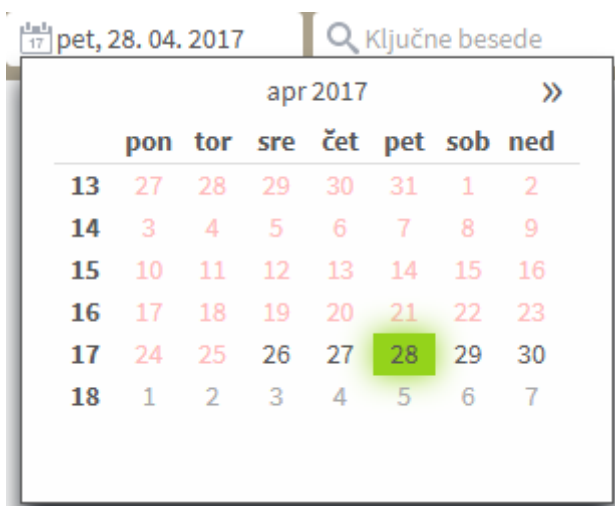 17 pet, 28. 04. 2017 Ključne besede
apr 2017 »
pon tor sre čet pet sob ned
13 27 28 29 30 31 1 2
14 3 4 5 6 7 8 9
15 10 11 12 13 14 15 16
16 17 18 19 20 21 22 23
17 24 25 26 27 28 29 30
18 1 2 3 4 5 6 7